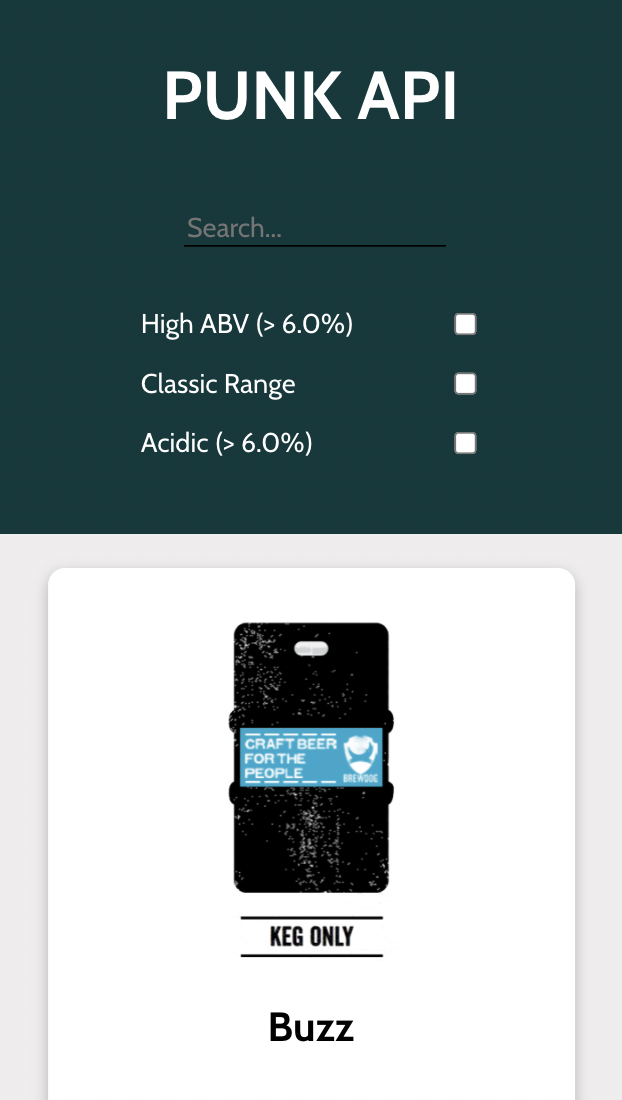 PUNK API
Search...
High ABV (> 6.0%)
Classic Range
Acidic (> 6.0%)
CRAFT BEER
FOR THE
PEOPLE
BREWDOG
KEG ONLY
Buzz